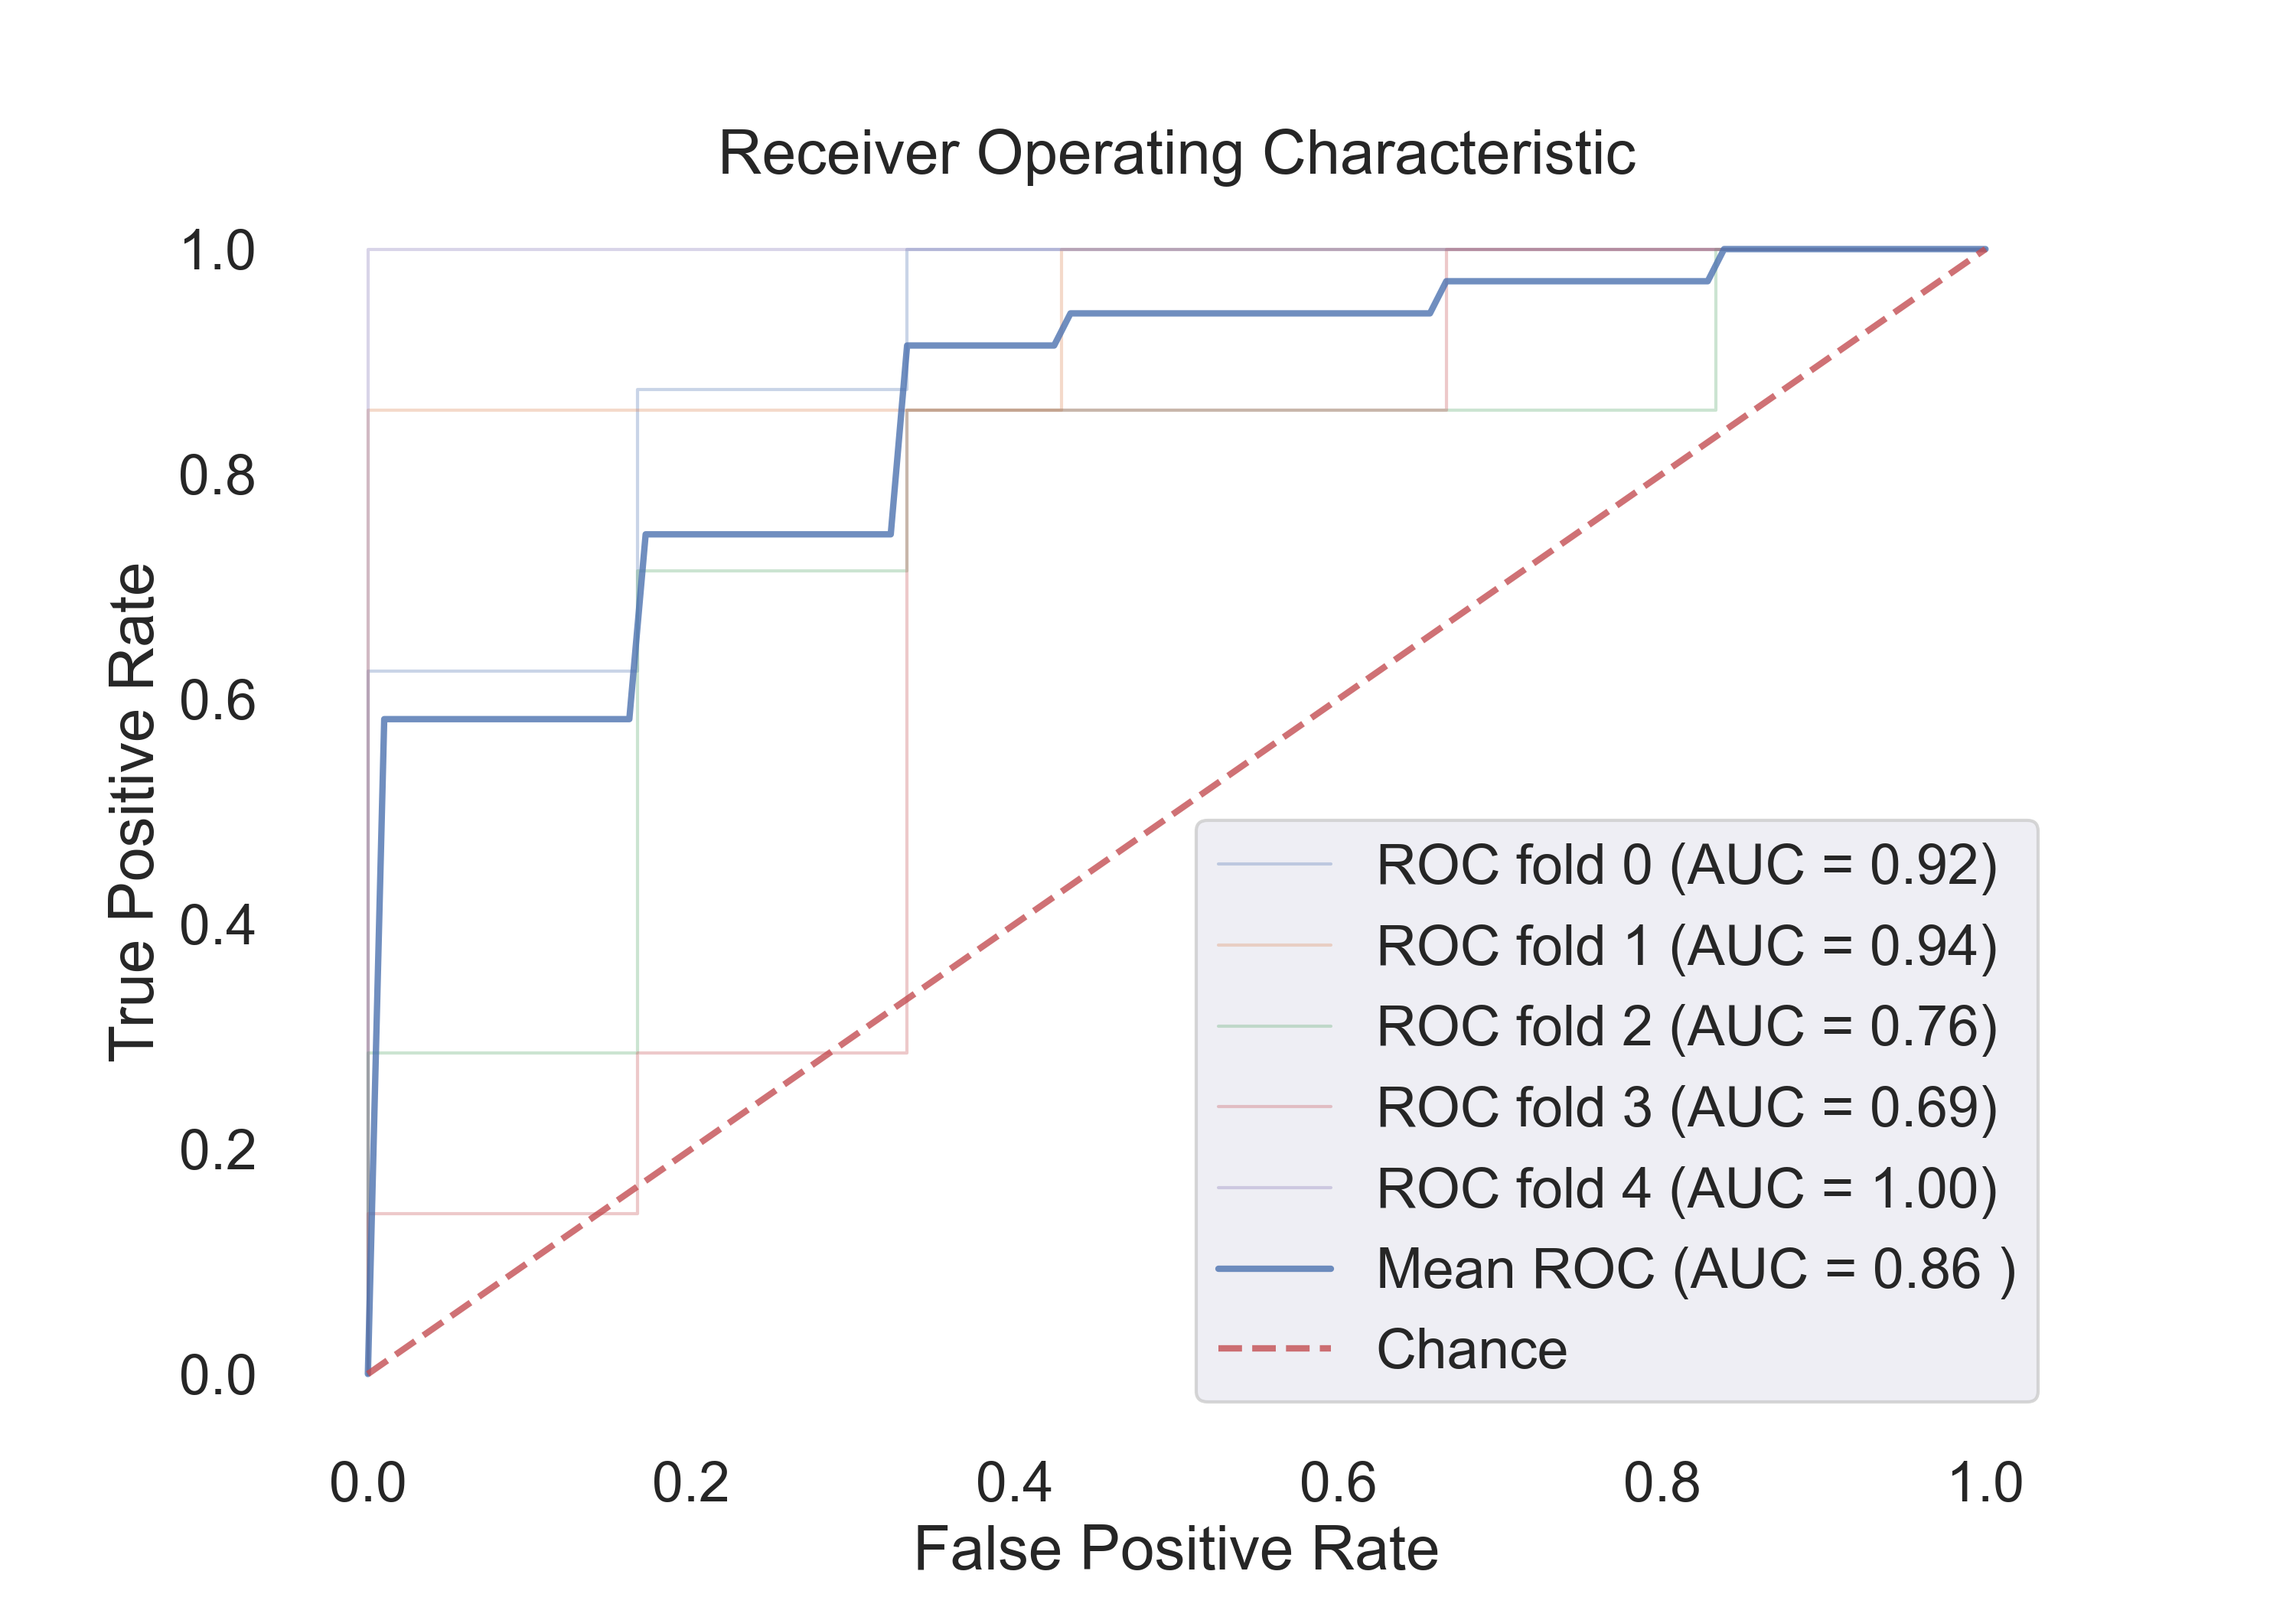 Receiver Operating Characteristic
1.0
0.8
0.6
0.4
0.2
0.0
True Positive Rate
ROC fold 0 (AUC = 0.92)
ROC fold 1 (AUC = 0.94)
ROC fold 2 (AUC = 0.76)
ROC fold 3 (AUC = 0.69)
ROC fold 4 (AUC = 1.00)
Mean ROC (AUC = 0.86 )
Chance
0.0 0.2 0.4 0.6 0.8 1.0
False Positive Rate